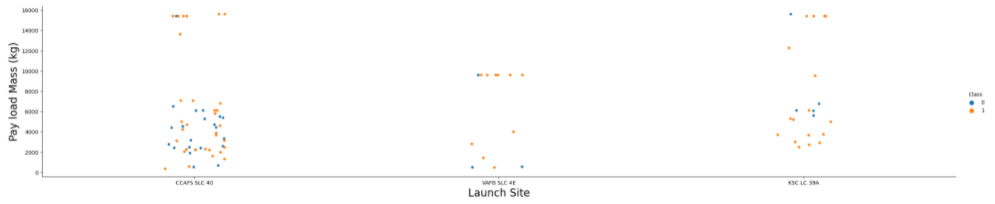 16000
14000
12000
10000
8000
6000
4000
2000
0
Pay load Mass (kg)
CCAFS SLC 40
VAFB SLC 4E
KSC LC 39A
Launch Site
Class
0
1